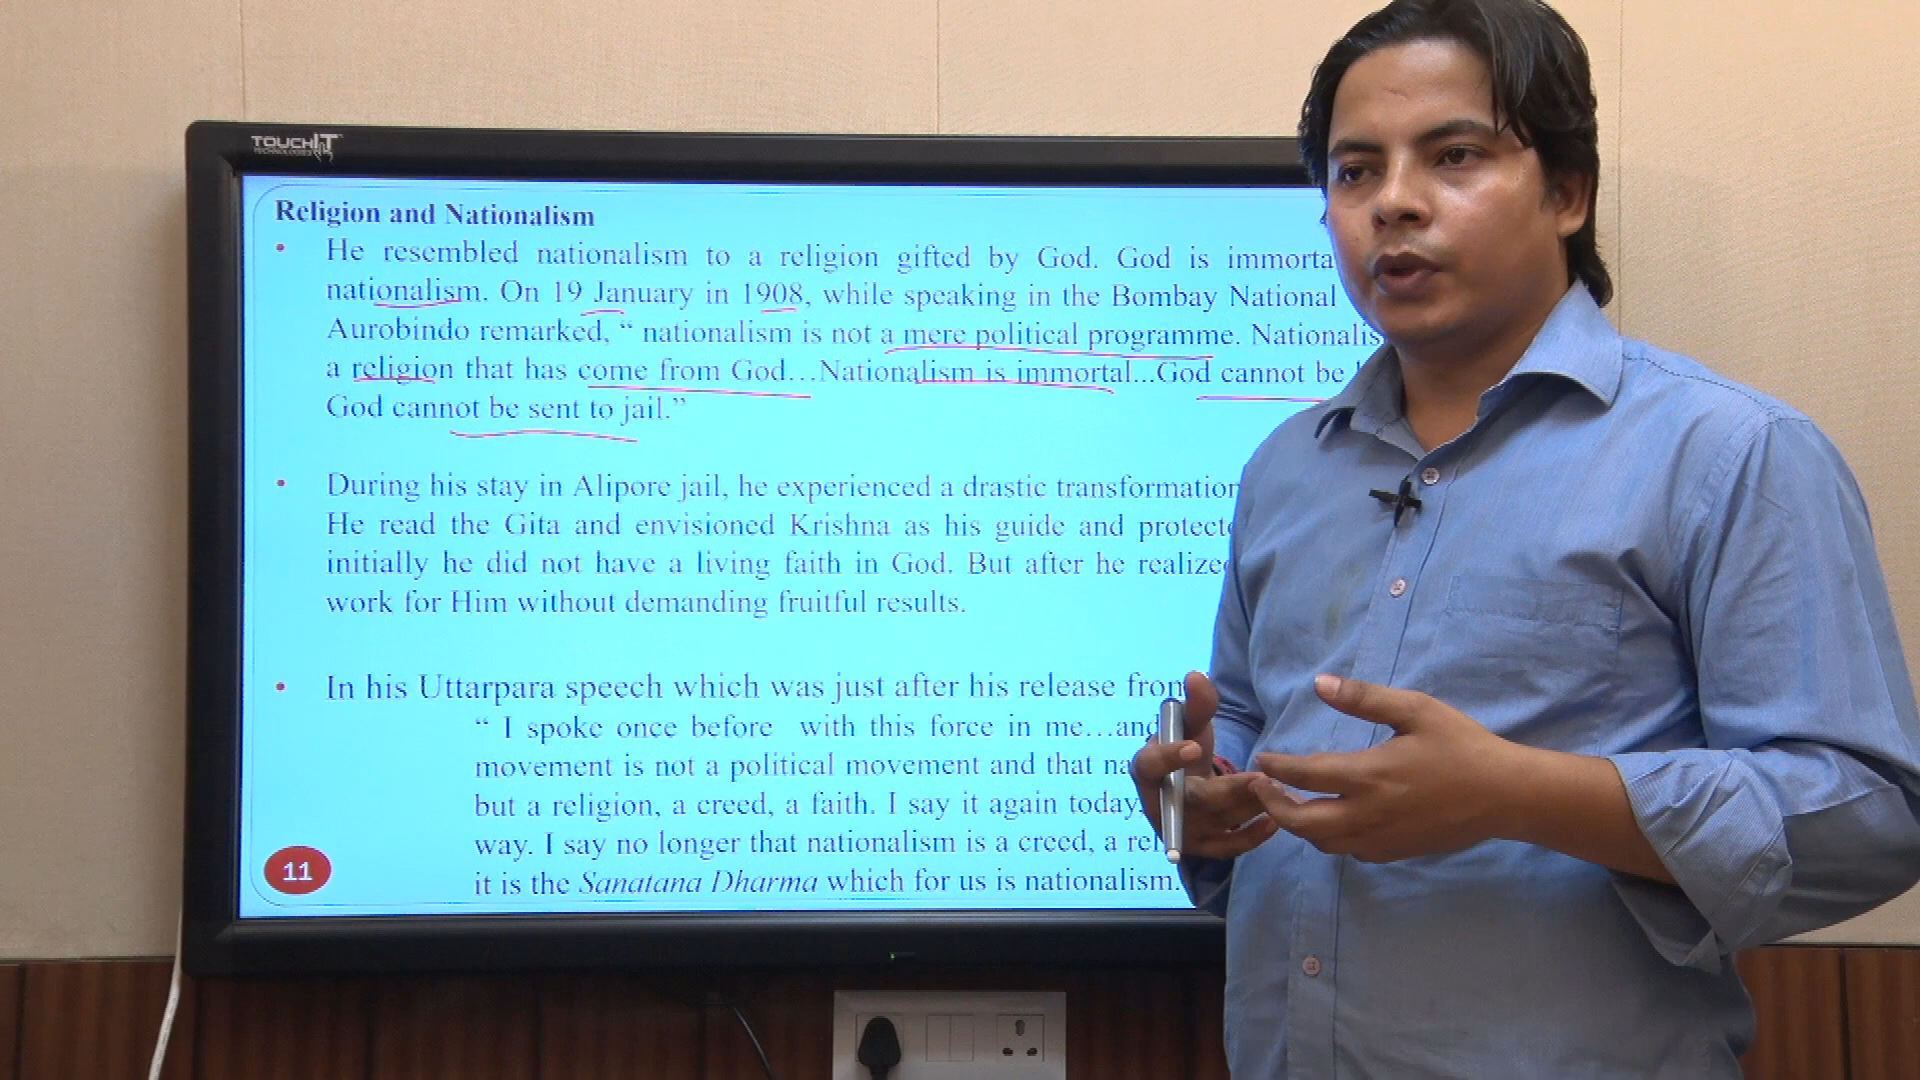 TOUCHIT
TECHNOLOGIES
Religion and Nationalism
• He resembled nationalism to a religion gifted by God. God is immorta
nationalism. On 19 January in 1908, while speaking in the Bombay National
Aurobindo remarked, “ nationalism is not a mere political programme. Nationalis
a religion that has come from God…Nationalism is immortal...God cannot be
God cannot be sent to jail.”
• During his stay in Alipore jail, he experienced a drastic transformation
He read the Gita and envisioned Krishna as his guide and protecto
initially he did not have a living faith in God. But after he realized
work for Him without demanding fruitful results.
• In his Uttarpara speech which was just after his release from
“ I spoke once before with this force in me…and
movement is not a political movement and that na
but a religion, a creed, a faith. I say it again today,
way. I say no longer that nationalism is a creed, a rel
it is the Sanatana Dharma which for us is nationalism.
11